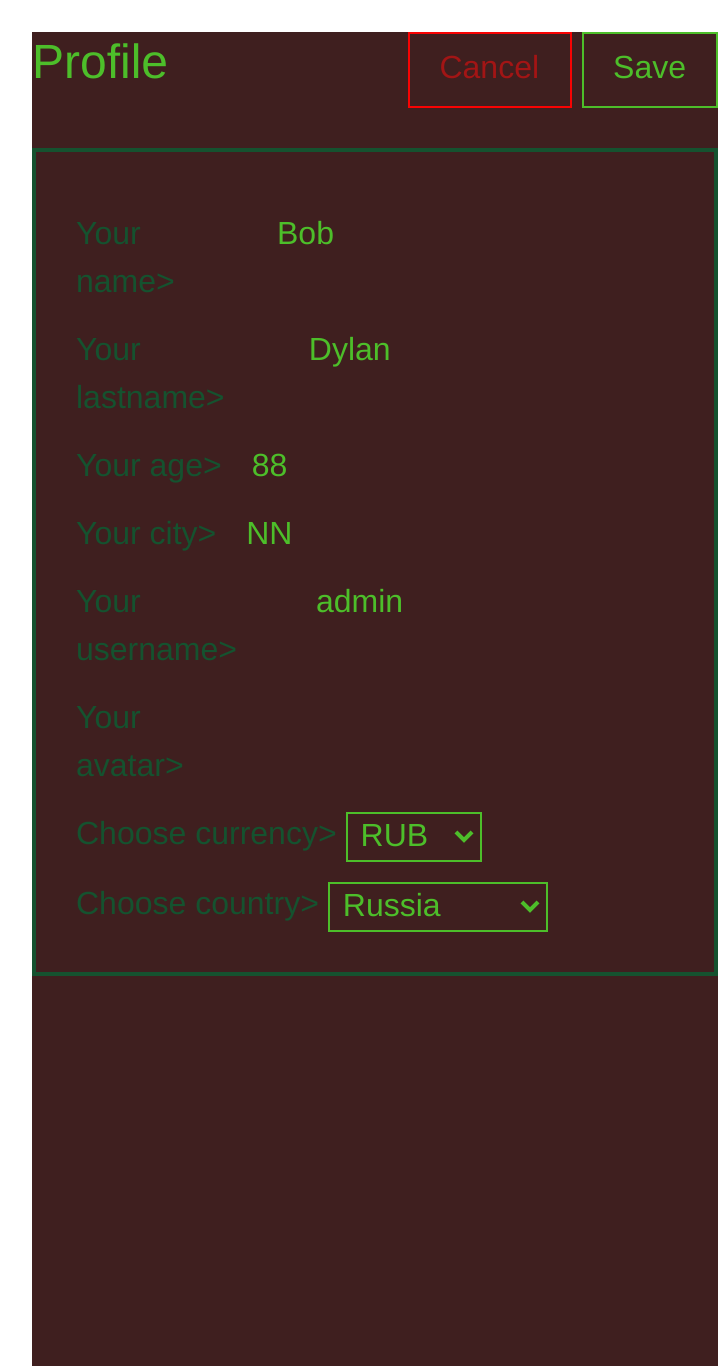 Profile Cancel Save
Your Bob
name>
Your Dylan
lastname>
Your age> 88
Your city> NN
Your admin
username>
Your
avatar>
Choose currency> RUB
Choose country> Russia